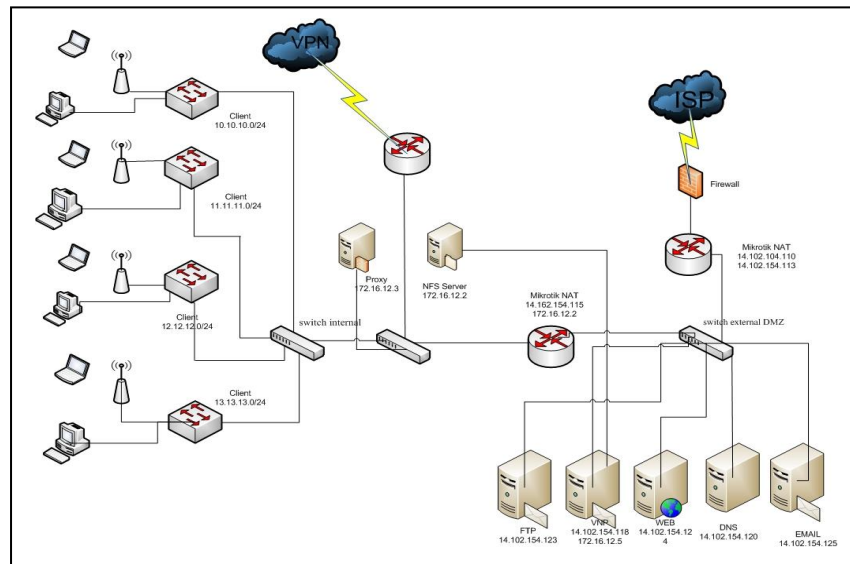 VPN
ISP
Client
10.10.10.0/24
Firewall
Client
11.11.11.0/24
Mikrotik NAT
14.102.104.110
14.102.154.113
Proxy
172.16.12.3
NFS Server
172.16.12.2
Mikrotik NAT
14.162.154.115
172.16.12.2
Client
12.12.12.0/24
switch internal
switch external DMZ
Client
13.13.13.0/24
FTP
14.102.154.123
VNP
14.102.154.118
172.16.12.5
WEB
14.102.154.12
4
DNS
14.102.154.120
EMAIL
14.102.154.125